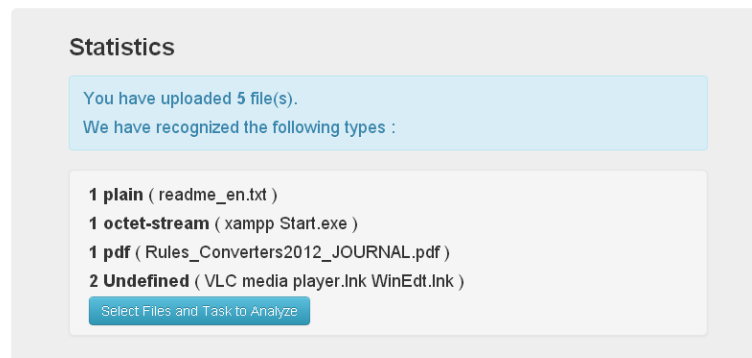 Statistics
You have uploaded 5 file(s).
We have recognized the following types :
1 plain ( readme_en.txt )
1 octet-stream ( xampp Start.exe )
1 pdf ( Rules_Converters2012_JOURNAL.pdf )
2 Undefined ( VLC media player.lnk WinEdt.lnk )
Select Files and Task to Analyze